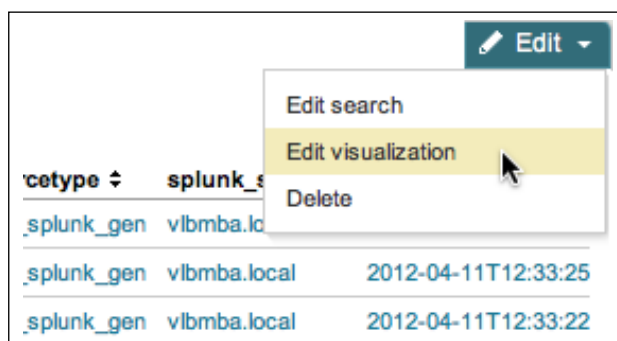 Edit
Edit search
Edit visualization
Delete
rcetype splunk_s
_splunk_gen vlbmba.lo
_splunk_gen vlbmba.local 2012-04-11T12:33:25
_splunk_gen vlbmba.local 2012-04-11T12:33:22